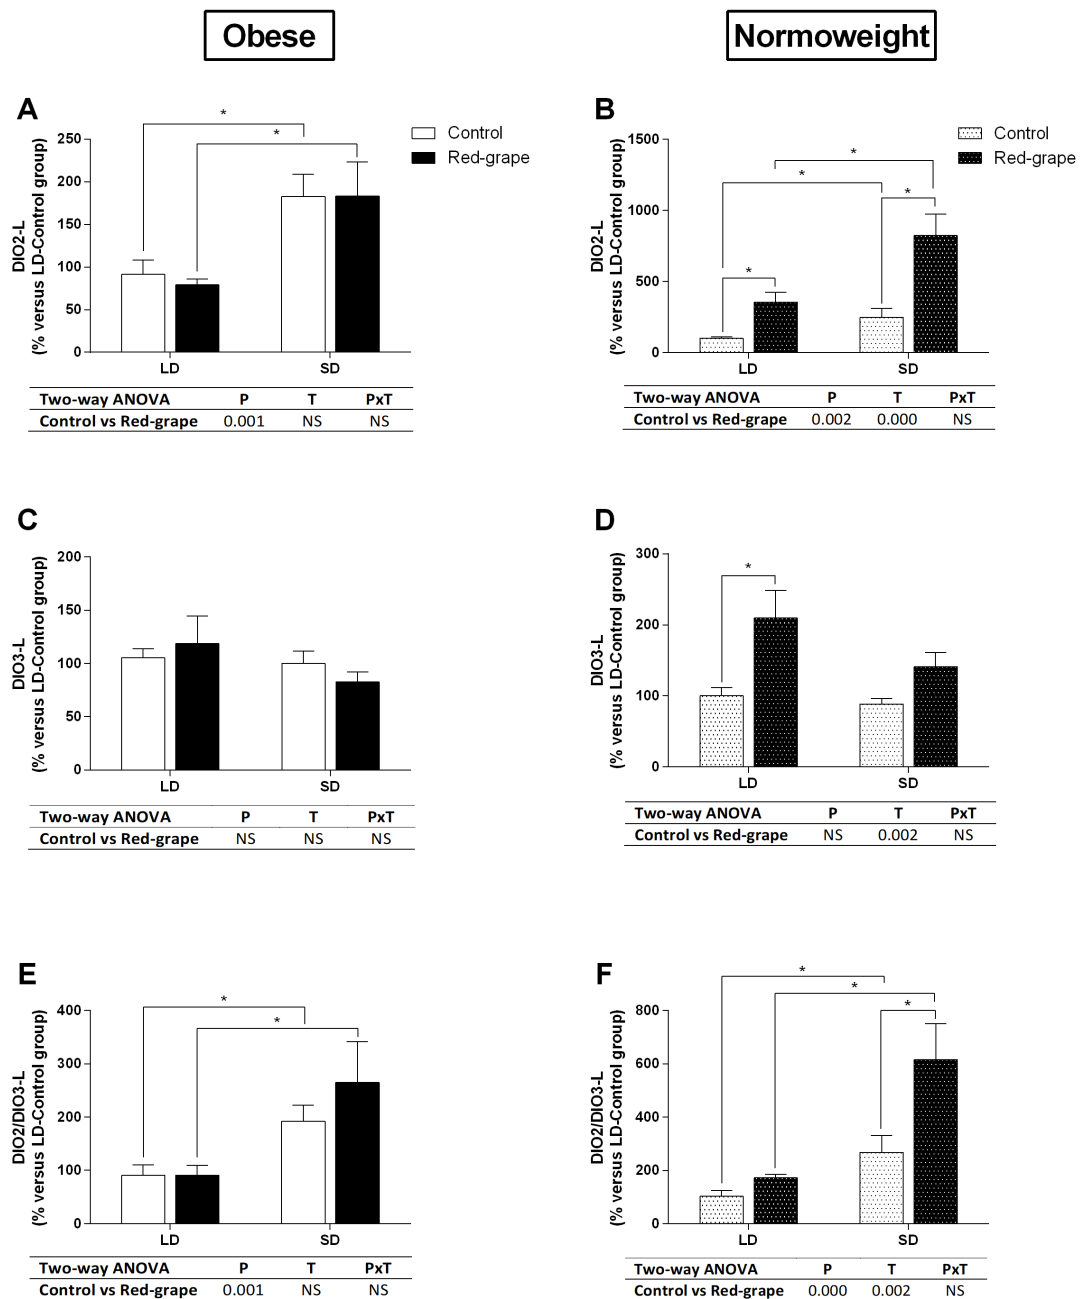 Obese
Normoweight
A
*
*
Control
Red-grape
DIO2-L
(% versus LD-Control group)
250
200
150
100
50
0
LD
SD
Two-way ANOVA P T PxT
Control vs Red-grape 0.001 NS NS
B
*
*
*
*
Control
Red-grape
DIO2-L
(% versus LD-Control group)
1500
1000
500
0
LD
SD
Two-way ANOVA P T PxT
Control vs Red-grape 0.002 0.000 NS
C
DIO3-L
(% versus LD-Control group)
200
150
100
50
0
LD
SD
Two-way ANOVA P T PxT
Control vs Red-grape NS NS NS
D
*
DIO3-L
(% versus LD-Control group)
300
200
100
0
LD
SD
Two-way ANOVA P T PxT
Control vs Red-grape NS 0.002 NS
E
*
*
DIO2/DIO3-L
(% versus LD-Control group)
400
300
200
100
0
LD
SD
Two-way ANOVA P T PxT
Control vs Red-grape 0.001 NS NS
F
*
*
*
DIO2/DIO3-L
(% versus LD-Control group)
800
600
400
200
0
LD
SD
Two-way ANOVA P T PxT
Control vs Red-grape 0.000 0.002 NS